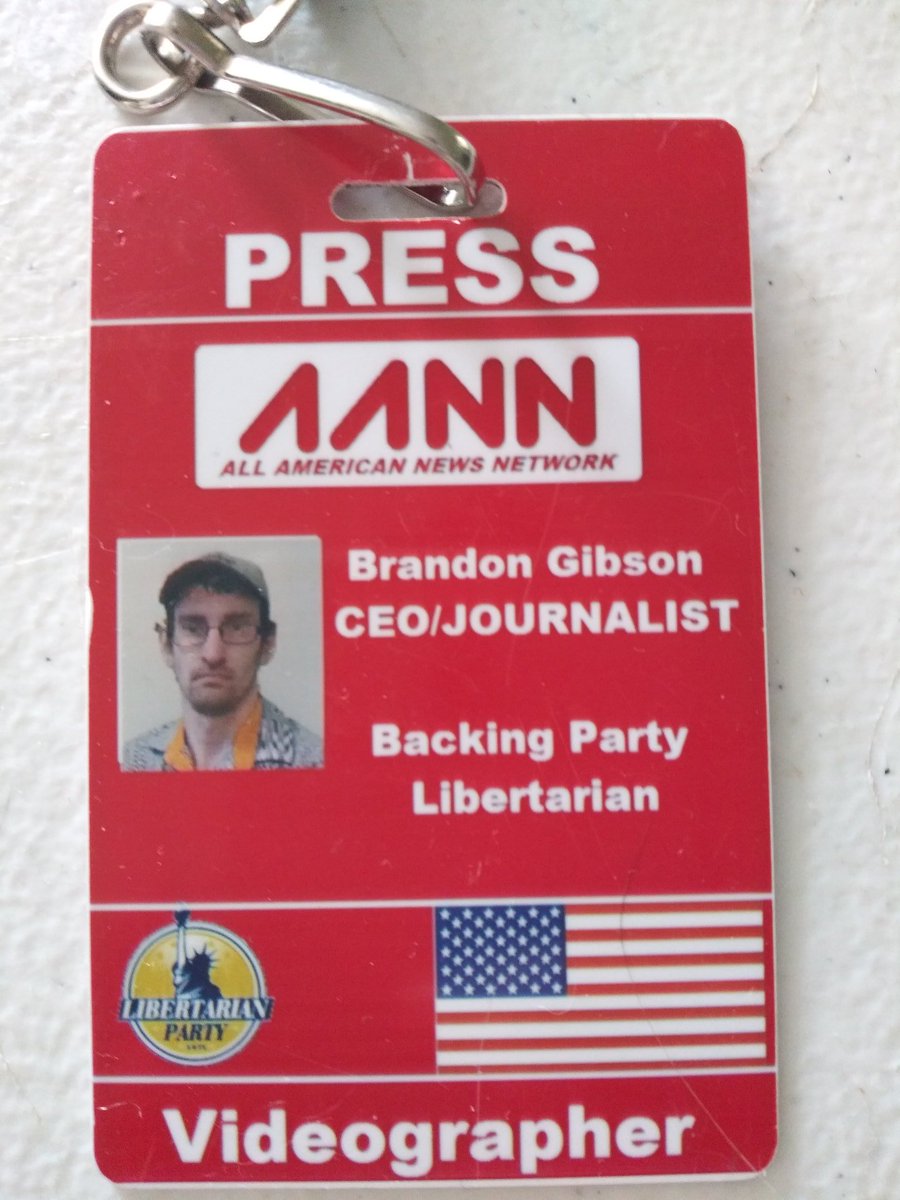 PRESS
AANN
ALL AMERICAN NEWS NETWORK
Brandon Gibson
CEO/JOURNALIST
Backing Party
Libertarian
LIBERTARIAN
PARTY
Videographer